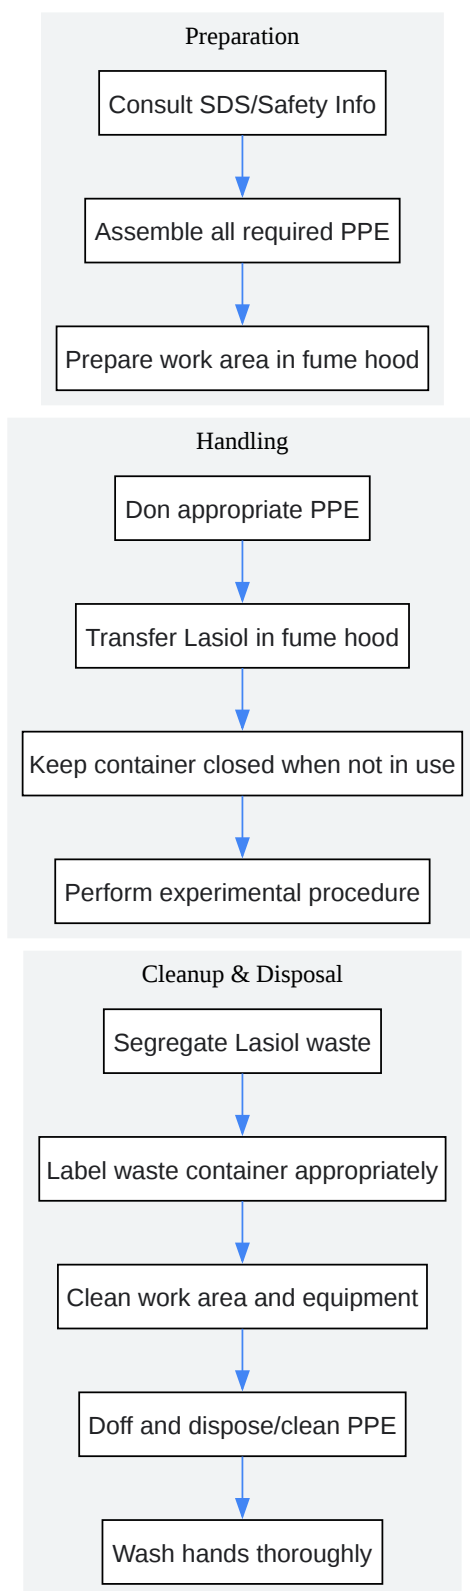 Preparation
Consult SDS/Safety Info
Assemble all required PPE
Prepare work area in fume hood
Handling
Don appropriate PPE
Transfer Lasiol in fume hood
Keep container closed when not in use
Perform experimental procedure
Cleanup & Disposal
Segregate Lasiol waste
Label waste container appropriately
Clean work area and equipment
Doff and dispose/clean PPE
Wash hands thoroughly